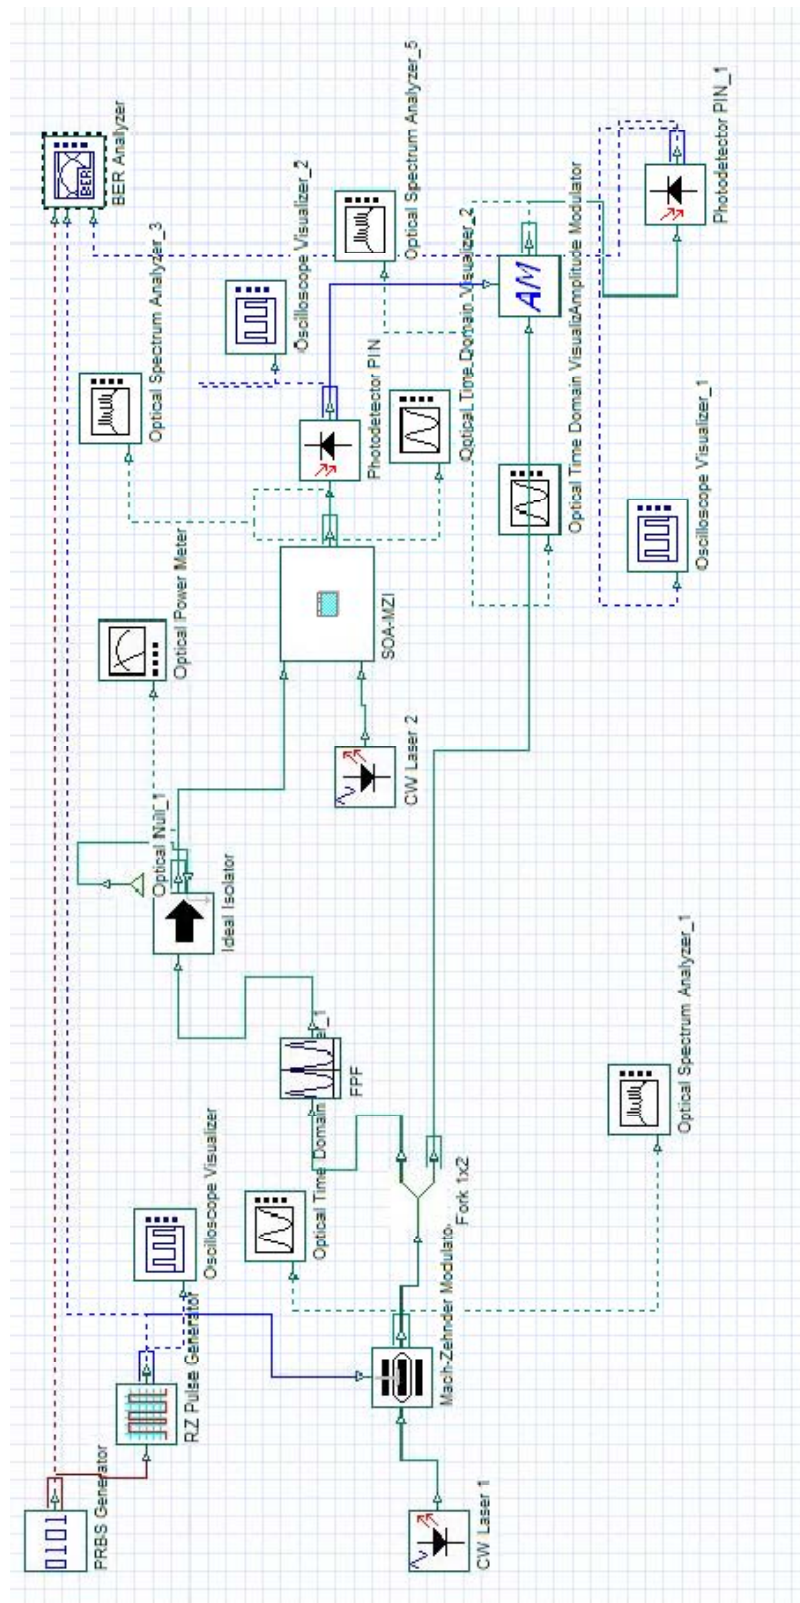 BER Analyzer
BER
Optical Spectrum Analyzer_3
Oscilloscope Visualizer_2
Optical Spectrum Analyzer_5
Photodetector PIN_1
AM
Amplitude Modulator
Optical Time Domain Visualizer_2
Photodetector PIN
Optical Time Domain Visualiz
Oscilloscope Visualizer_1
Optical Power Meter
SOA-MZI
CW Laser 2
Optical Null_1
Ideal Isolator
er_1
FPF
Optical Spectrum Analyzer_1
Oscilloscope Visualizer
Optical Time Domain
Fork 1x2
RZ Pulse Generator
Mach-Zehnder Modulato
0101
PRBS Generator
CW Laser 1